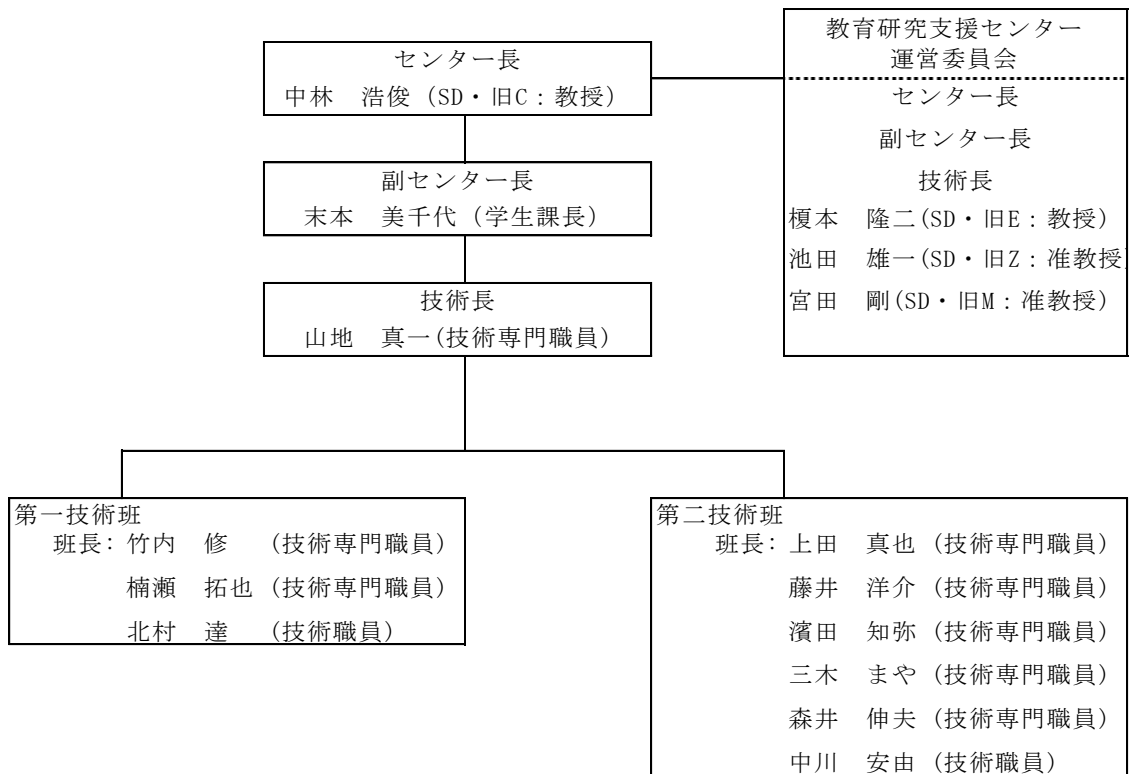 センター長
中林　浩俊（SD・旧C：教授）
副センター長
末本　美千代（学生課長）
技術長
山地　真一(技術専門職員)
教育研究支援センター
運営委員会
センター長
副センター長
技術長
榎本　隆二(SD・旧E：教授)
池田　雄一(SD・旧Z：准教授)
宮田　剛(SD・旧M：准教授)
第一技術班
班長：竹内　修　（技術専門職員）
楠瀬　拓也（技術専門職員）
北村　達　（技術職員）
第二技術班
班長：上田　真也（技術専門職員）
藤井　洋介（技術専門職員）
濱田　知弥（技術専門職員）
三木　まや（技術専門職員）
森井　伸夫（技術専門職員）
中川　安由（技術職員）